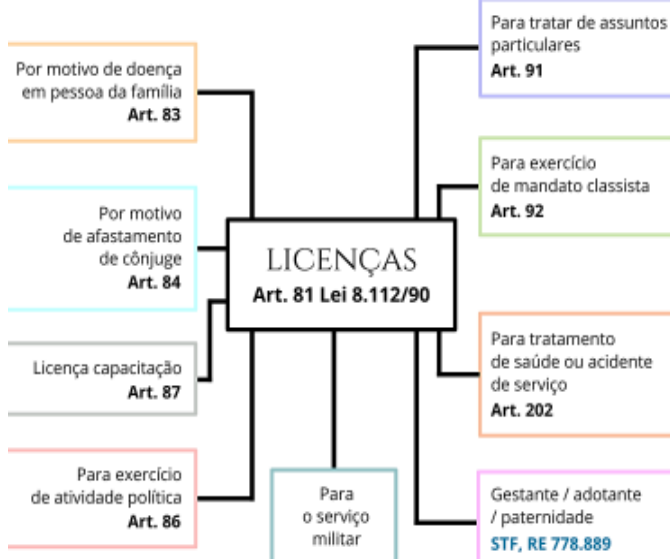 Por motivo de doença
em pessoa da família
Art. 83
Por motivo
de afastamento
de cônjuge
Art. 84
Licença capacitação
Art. 87
Para exercício
de atividade política
Art. 86
LICENÇAS
Art. 81 Lei 8.112/90
Para
o serviço
militar
Para tratar de assuntos
particulares
Art. 91
Para exercício
de mandato classista
Art. 92
Para tratamento
de saúde ou acidente
de serviço
Art. 202
Gestante / adotante
/ paternidade
STF, RE 778.889